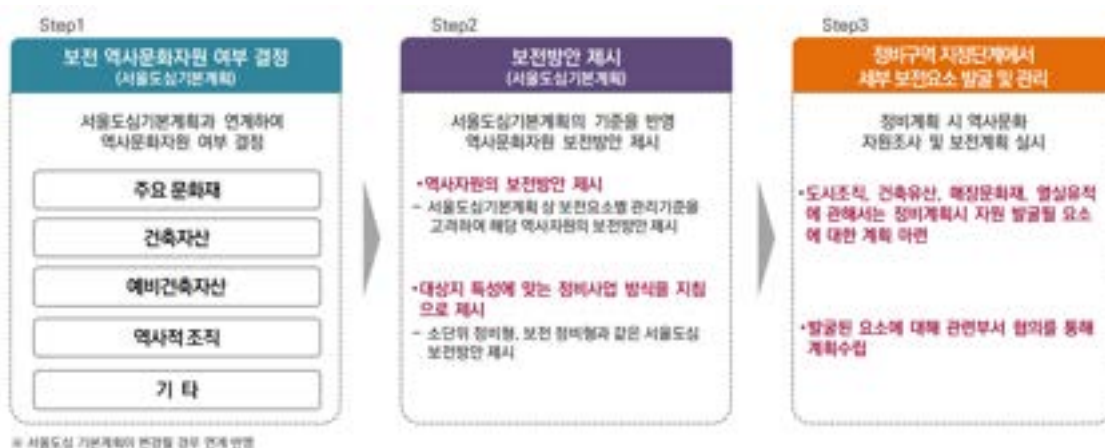 Step1
보전 역사문화자원 여부 결정
(서울도심기본계획)
서울도심기본계획과 연계하여
역사문화자원 여부 결정
주요 문화재
건축자산
예비건축자산
역사적 조직
기 타
※ 서울도심 기본계획이 변경될 경우 연계 반영
Step2
보전방안 제시
(서울도심기본계획)
서울도심기본계획의 기준을 반영
역사문화자원 보전방안 제시
•역사자원의 보전방안 제시
- 서울도심기본계획 상 보전요소별 관리기준을
고려하여 해당 역사자원의 보전방안 제시
•대상지 특성에 맞는 정비사업 방식을 지침
으로 제시
- 소단위 정비형, 보전 정비형과 같은 서울도심
보전방안 제시
Step3
정비구역 지정단계에서
세부 보전요소 발굴 및 관리
정비계획 시 역사문화
자원조사 및 보전계획 실시
•도시조직, 건축유산, 매장문화재, 멸실유적
에 관해서는 정비계획시 자원 발굴될 요소
에 대한 계획 마련
•발굴된 요소에 대해 관련부서 협의를 통해
계획수립